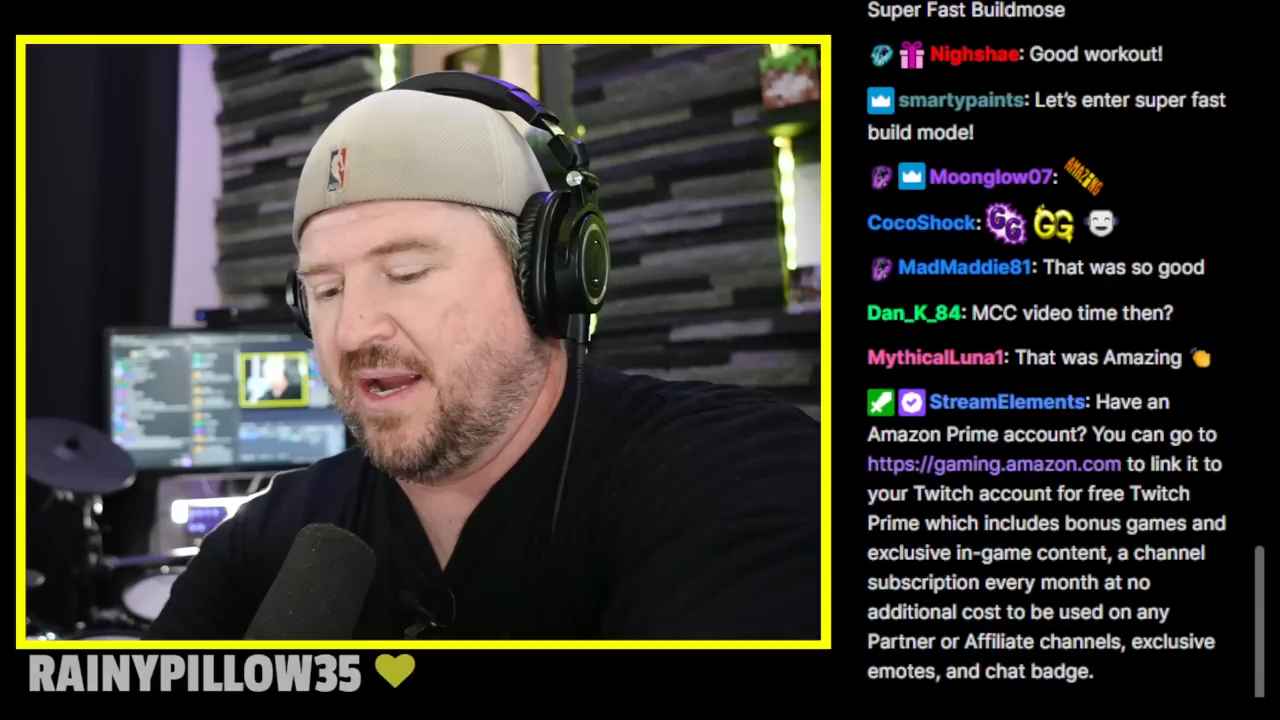 Super Fast Buildmose
Nighshae: Good workout!
smartypaints: Let's enter super fast
build mode!
Moonglow07: AMAZING
CocoShock: GG GG
MadMaddie81: That was so good
Dan_K_84: MCC video time then?
MythicalLuna1: That was Amazing 👏
StreamElements: Have an
Amazon Prime account? You can go to
https://gaming.amazon.com to link it to
your Twitch account for free Twitch
Prime which includes bonus games and
exclusive in-game content, a channel
subscription every month at no
additional cost to be used on any
Partner or Affiliate channels, exclusive
emotes, and chat badge.
RAINYPILLOW35 💛